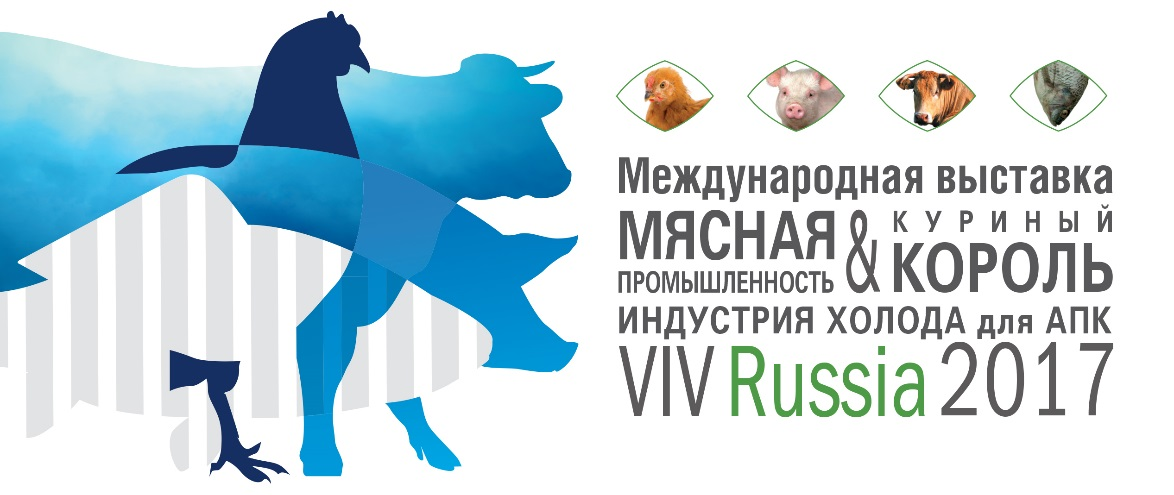 Международная выставка
МЯСНАЯ ПРОМЫШЛЕННОСТЬ & КУРИНЫЙ КОРОЛЬ
ИНДУСТРИЯ ХОЛОДА для АПК
VIV Russia 2017